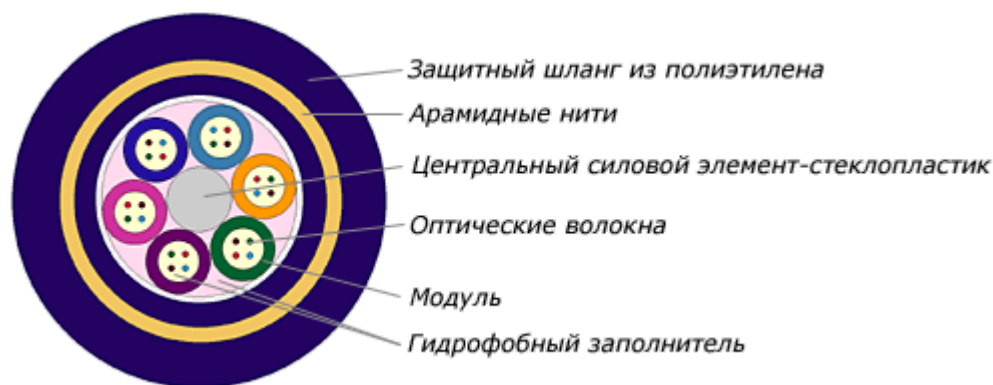 Защитный шланг из полиэтилена
Арамидные нити
Центральный силовой элемент-стеклопластик
Оптические волокна
Модуль
Гидрофобный заполнитель